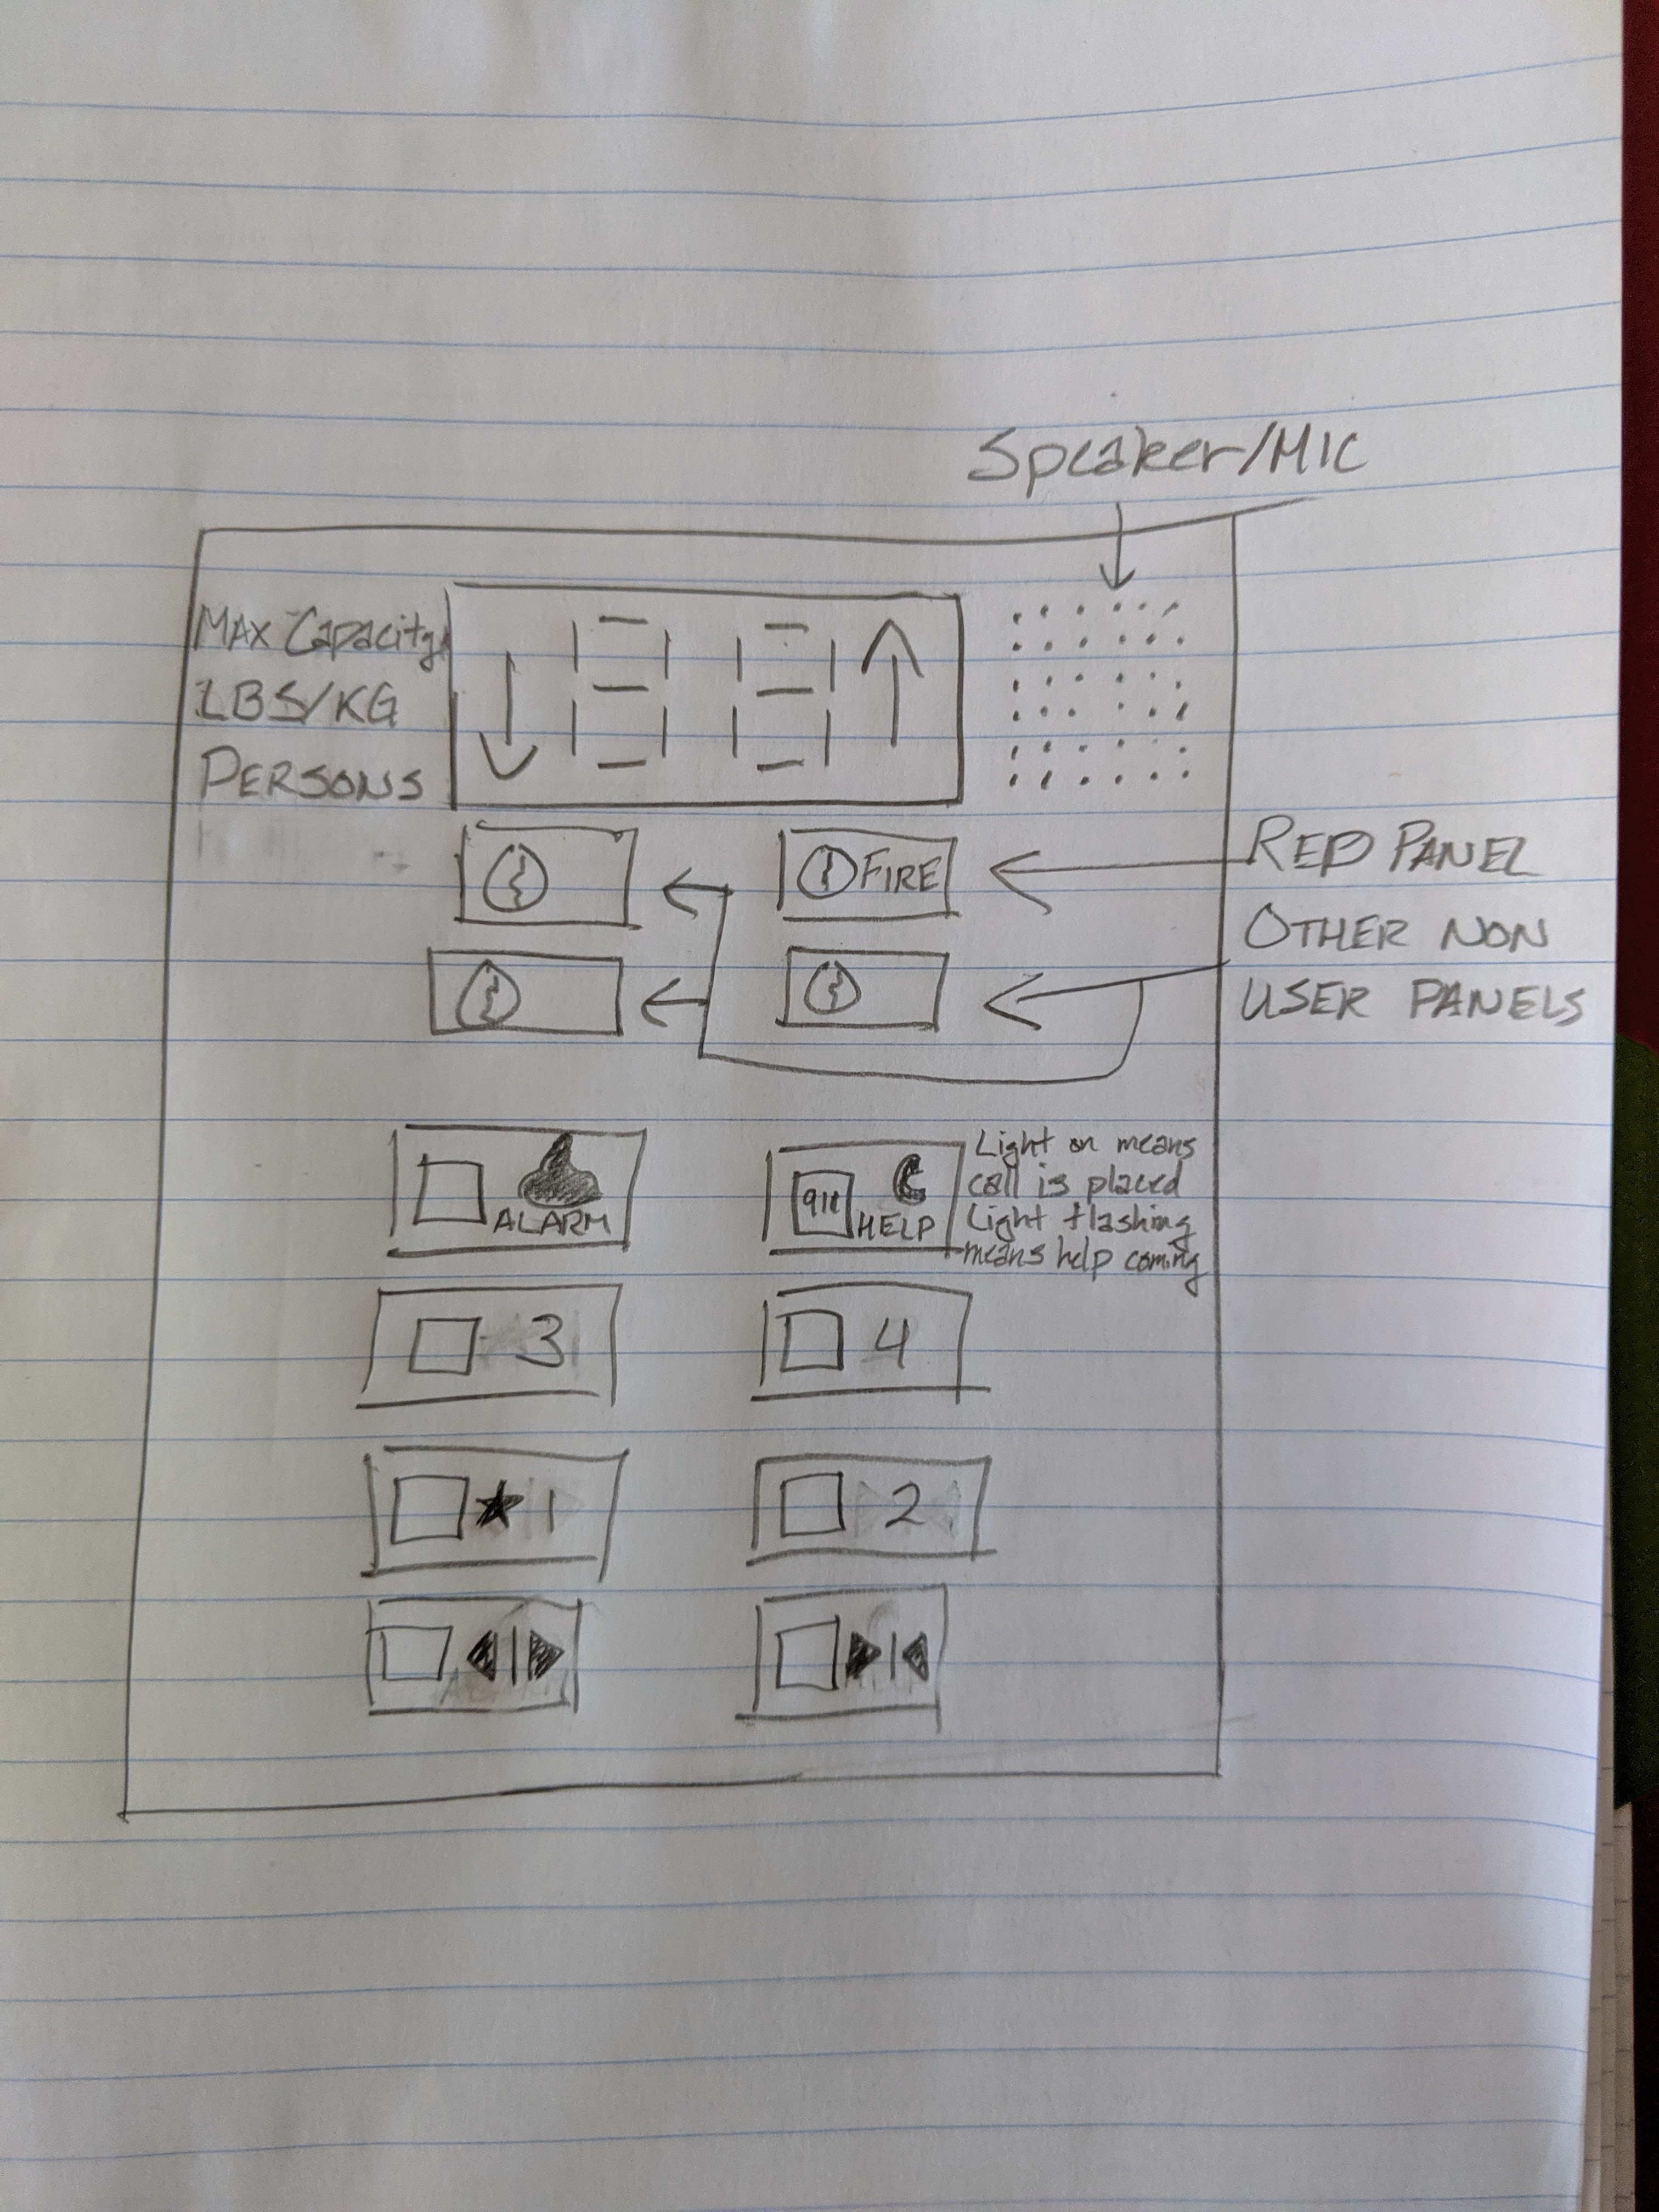 Speaker/MIC
MAX Capacity
LBS/KG
PERSONS
FIRE
RED PANEL
OTHER NON
USER PANELS
ALARM
911
HELP
Light on means
call is placed
Light flashing
means help coming
3
4
★ 1
2